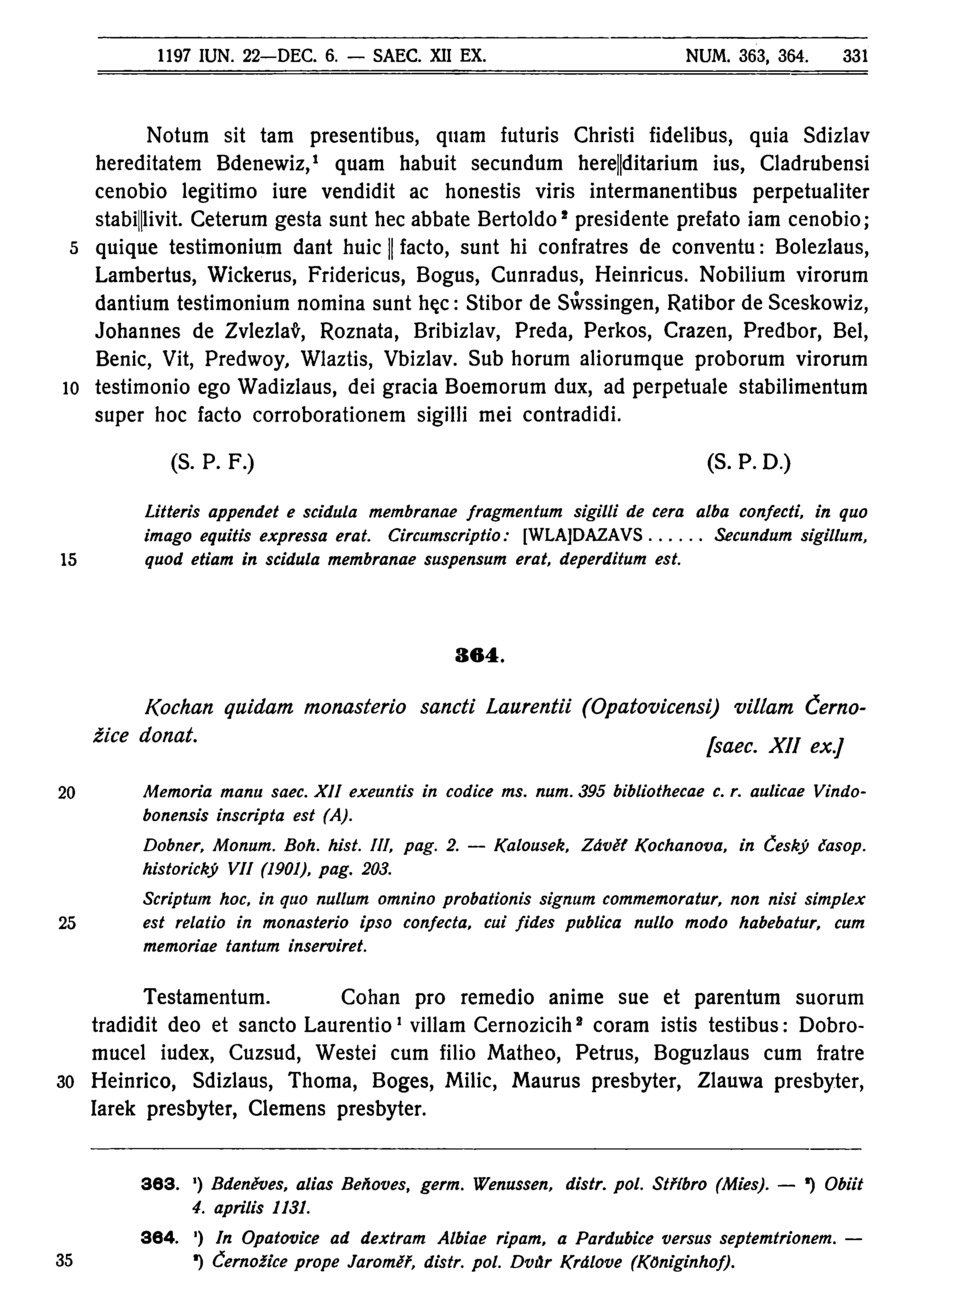 1197 IUN. 22—DEC. 6. — SAEC. XII EX. NUM. 363, 364. 331
Notum sit tam presentibus, quam futuris Christi fidelibus, quia Sdizlav
hereditatem Bdenewiz,¹ quam habuit secundum here||ditarium ius, Cladrubensi
cenobio legitimo iure vendidit ac honestis viris intermanentibus perpetualiter
stabi||livit. Ceterum gesta sunt hec abbate Bertoldo² presidente prefato iam cenobio;
5 quique testimonium dant huic || facto, sunt hi confratres de conventu: Bolezlaus,
Lambertus, Wickerus, Fridericus, Bogus, Cunradus, Heinricus. Nobilium virorum
dantium testimonium nomina sunt hęc: Stibor de Sẘssingen, Ratibor de Sceskowiz,
Johannes de Zvlezlav̂, Roznata, Bribizlav, Preda, Perkos, Crazen, Predbor, Bel,
Benic, Vit, Predwoy, Wlaztis, Vbizlav. Sub horum aliorumque proborum virorum
10 testimonio ego Wadizlaus, dei gracia Boemorum dux, ad perpetuale stabilimentum
super hoc facto corroborationem sigilli mei contradidi.
(S. P. F.) (S. P. D.)
Litteris appendet e scidula membranae fragmentum sigilli de cera alba confecti, in quo
imago equitis expressa erat. Circumscriptio: [WLA]DAZAVS...... Secundum sigillum,
15 quod etiam in scidula membranae suspensum erat, deperditum est.
364.
Kochan quidam monasterio sancti Laurentii (Opatovicensi) villam Černo-
žice donat.
[saec. XII ex.]
20 Memoria manu saec. XII exeuntis in codice ms. num. 395 bibliothecae c. r. aulicae Vindo-
bonensis inscripta est (A).
Dobner, Monum. Boh. hist. III, pag. 2. — Kalousek, Závěť Kochanova, in Český časop.
historický VII (1901), pag. 203.
Scriptum hoc, in quo nullum omnino probationis signum commemoratur, non nisi simplex
25 est relatio in monasterio ipso confecta, cui fides publica nullo modo habebatur, cum
memoriae tantum inserviret.
Testamentum. Cohan pro remedio anime sue et parentum suorum
tradidit deo et sancto Laurentio¹ villam Cernozicih² coram istis testibus: Dobro-
mucel iudex, Cuzsud, Westei cum filio Matheo, Petrus, Boguzlaus cum fratre
30 Heinrico, Sdizlaus, Thoma, Boges, Milic, Maurus presbyter, Zlauwa presbyter,
Iarek presbyter, Clemens presbyter.
363. ¹) Bdeněves, alias Beňoves, germ. Wenussen, distr. pol. Stříbro (Mies). — ²) Obiit
4. aprilis 1131.
364. ¹) In Opatovice ad dextram Albiae ripam, a Pardubice versus septemtrionem. —
35 ²) Černožice prope Jaroměř, distr. pol. Dvůr Králove (Königinhof).